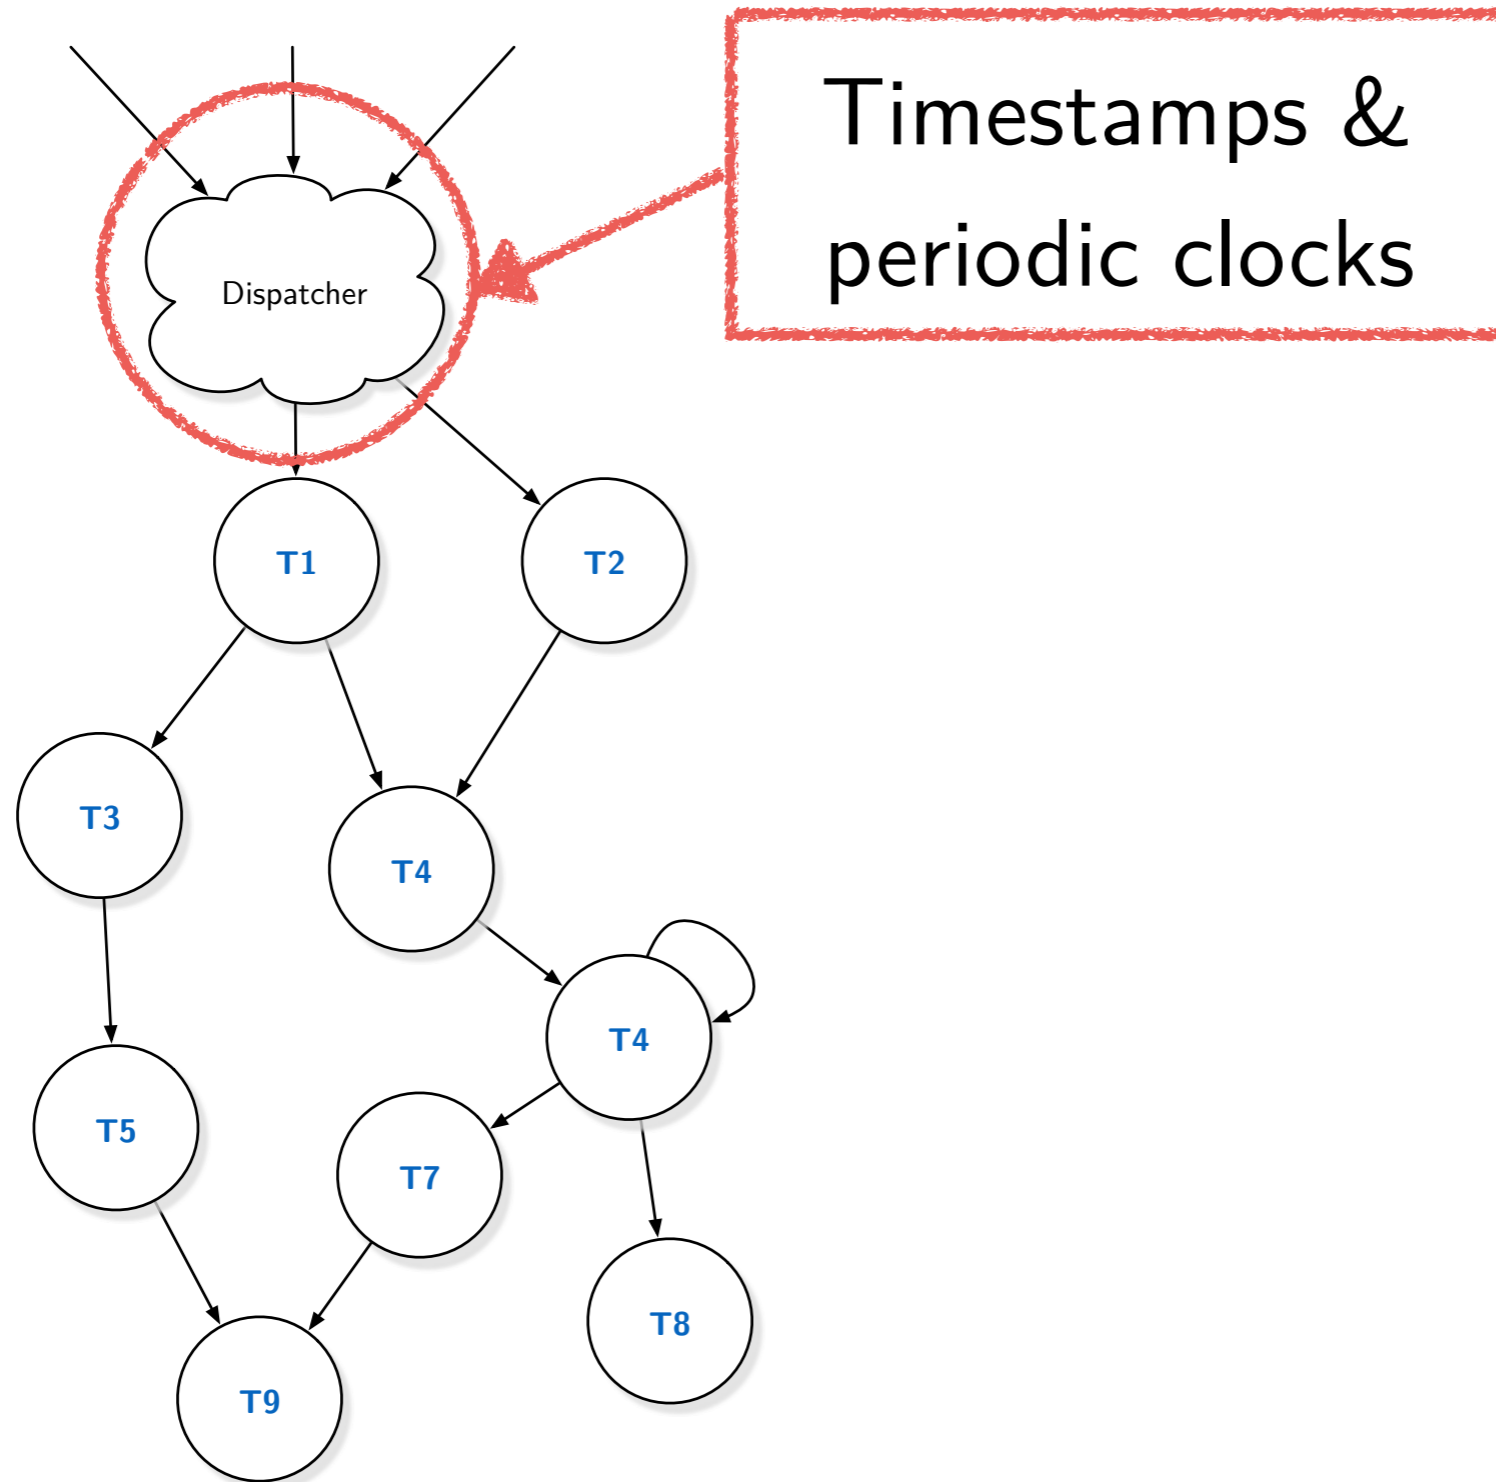 Timestamps &
periodic clocks
Dispatcher
T1
T2
T3
T4
T4
T5
T7
T8
T9